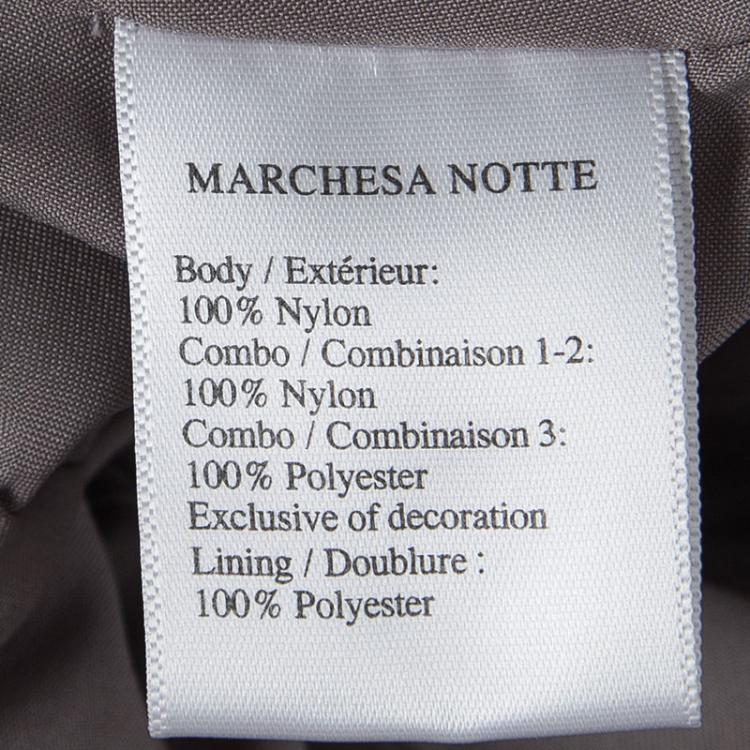 MARCHESA NOTTE
Body / Extérieur:
100% Nylon
Combo / Combinaison 1-2:
100% Nylon
Combo / Combinaison 3:
100% Polyester
Exclusive of decoration
Lining / Doublure :
100% Polyester